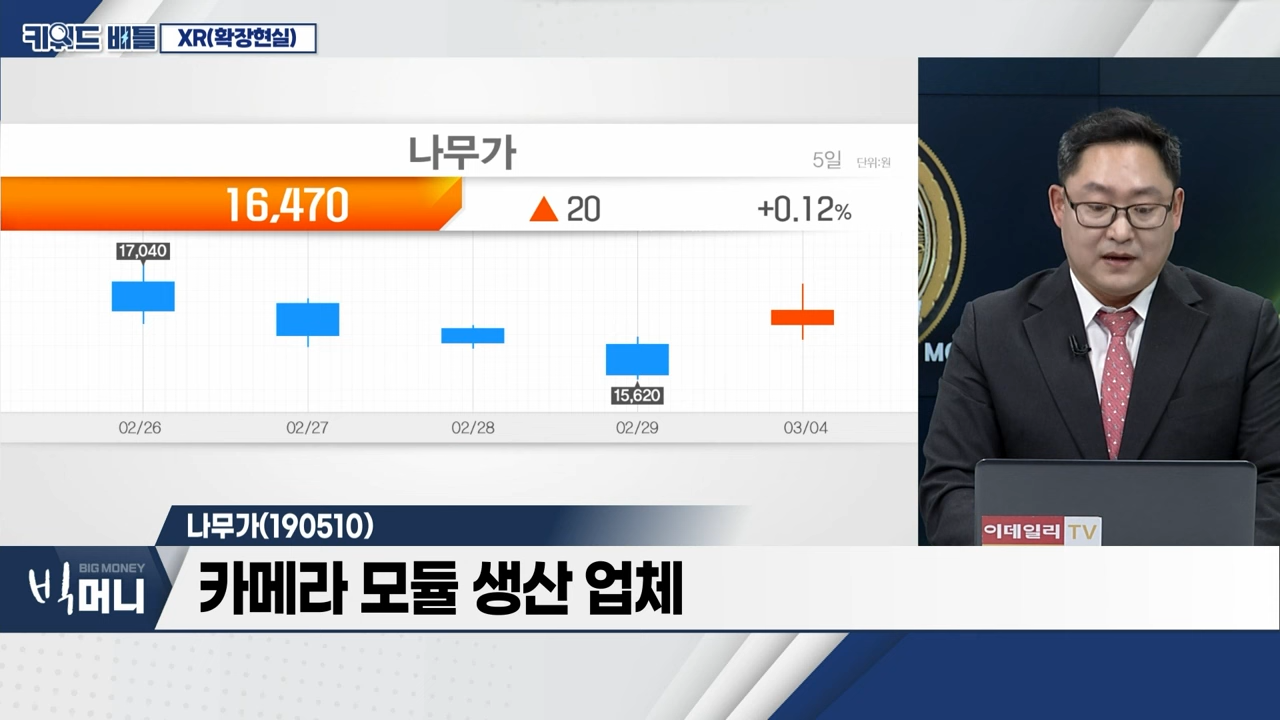 키워드 배틀
XR(확장현실)
나무가
5일 단위:원
16,470
▲ 20
+0.12%
17,040
15,620
02/26
02/27
02/28
02/29
03/04
이데일리 TV
나무가(190510)
BIG MONEY
빅머니
카메라 모듈 생산 업체